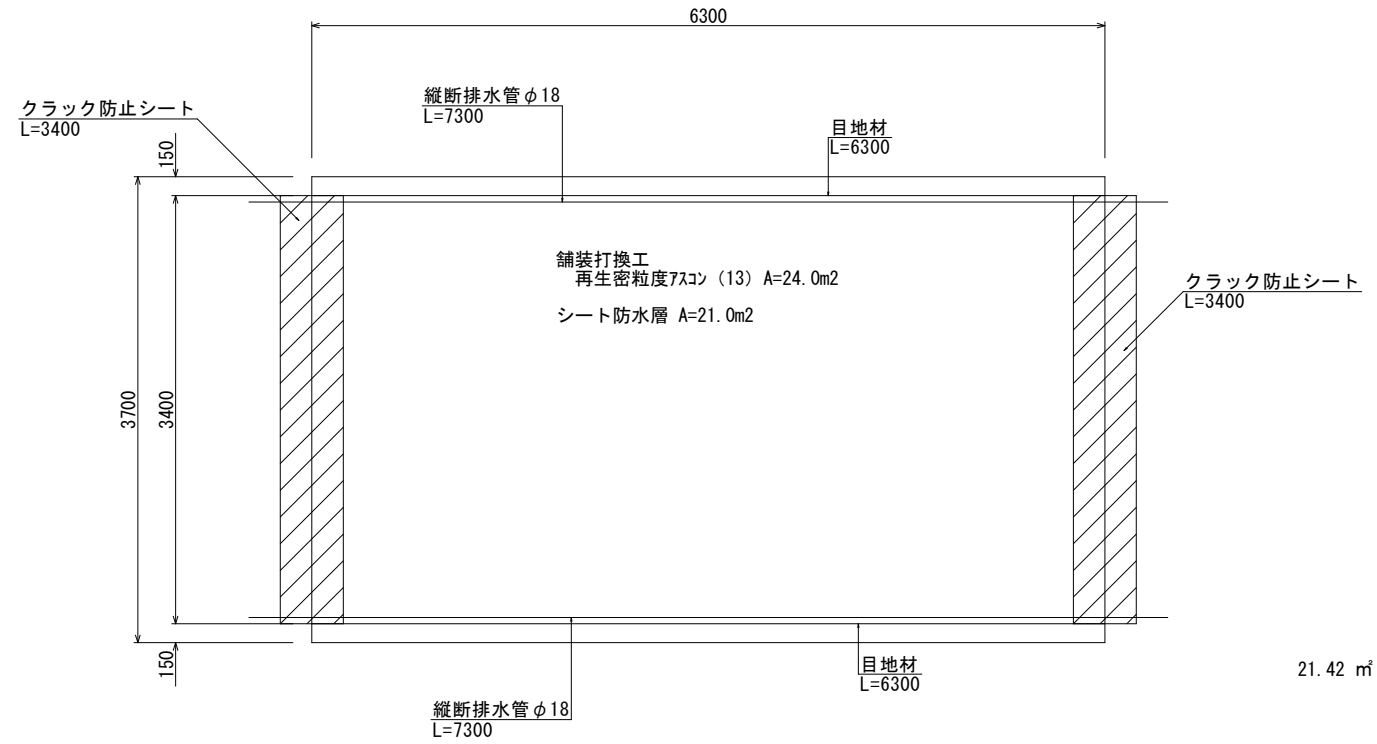 6300
クラック防止シート
L=3400
縦断排水管φ18
L=7300
目地材
L=6300
150
舗装打換工
再生密粒度ｱｽｺﾝ（13）A=24.0m2
シート防水層 A=21.0m2
クラック防止シート
L=3400
3700
3400
150
目地材
L=6300
21.42 ㎡
縦断排水管φ18
L=7300